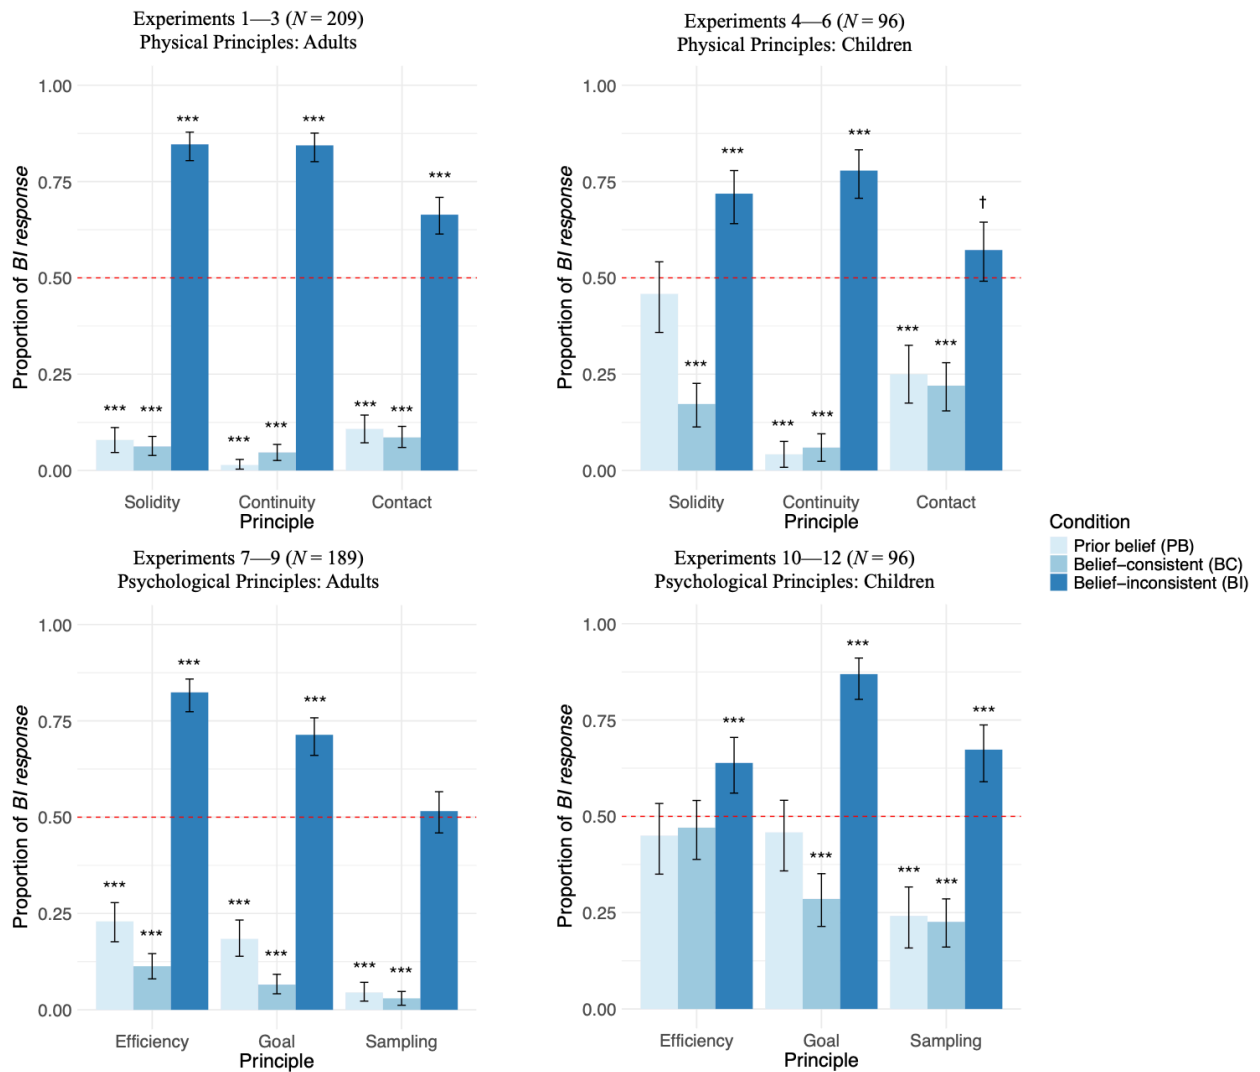 Experiments 1—3 (N = 209)
Physical Principles: Adults
1.00
0.75
0.50
0.25
0.00
Proportion of BI response
***
***
***
***
***
***
***
***
***
Solidity
Continuity
Contact
Principle
Experiments 4—6 (N = 96)
Physical Principles: Children
1.00
0.75
0.50
0.25
0.00
Proportion of BI response
***
***
***
***
***
***
***
†
Solidity
Continuity
Contact
Principle
Condition
Prior belief (PB)
Belief–consistent (BC)
Belief–inconsistent (BI)
Experiments 7—9 (N = 189)
Psychological Principles: Adults
1.00
0.75
0.50
0.25
0.00
Proportion of BI response
***
***
***
***
***
***
***
***
Efficiency
Goal
Sampling
Principle
Experiments 10—12 (N = 96)
Psychological Principles: Children
1.00
0.75
0.50
0.25
0.00
Proportion of BI response
***
***
***
***
***
***
Efficiency
Goal
Sampling
Principle